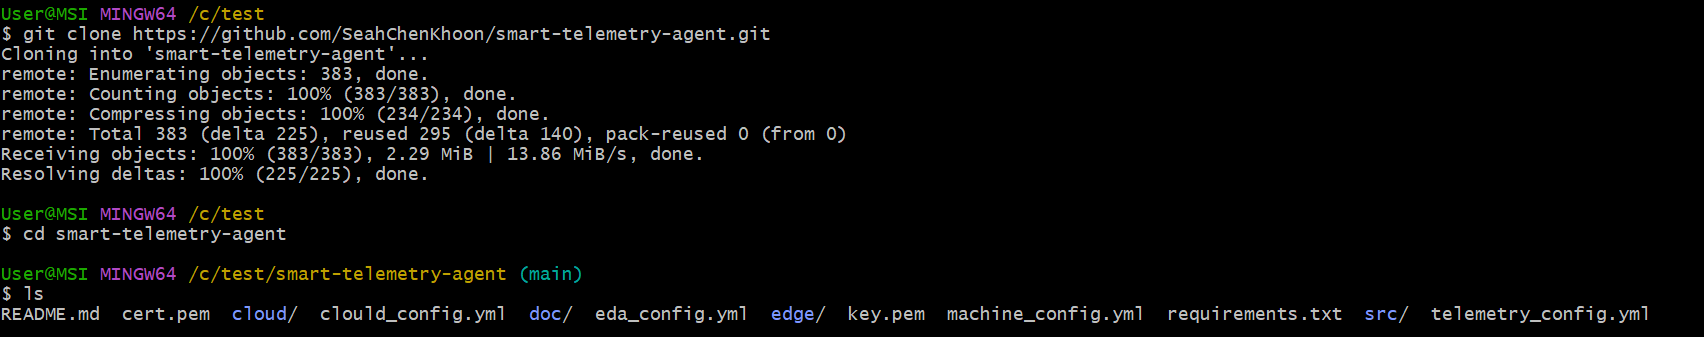 User@MSI MINGW64 /c/test
$ git clone https://github.com/SeahChenKhoon/smart-telemetry-agent.git
Cloning into 'smart-telemetry-agent'...
remote: Enumerating objects: 383, done.
remote: Counting objects: 100% (383/383), done.
remote: Compressing objects: 100% (234/234), done.
remote: Total 383 (delta 225), reused 295 (delta 140), pack-reused 0 (from 0)
Receiving objects: 100% (383/383), 2.29 MiB | 13.86 MiB/s, done.
Resolving deltas: 100% (225/225), done.
User@MSI MINGW64 /c/test
$ cd smart-telemetry-agent
User@MSI MINGW64 /c/test/smart-telemetry-agent (main)
$ ls
README.md  cert.pem  cloud/  clould_config.yml  doc/  eda_config.yml  edge/  key.pem  machine_config.yml  requirements.txt  src/  telemetry_config.yml